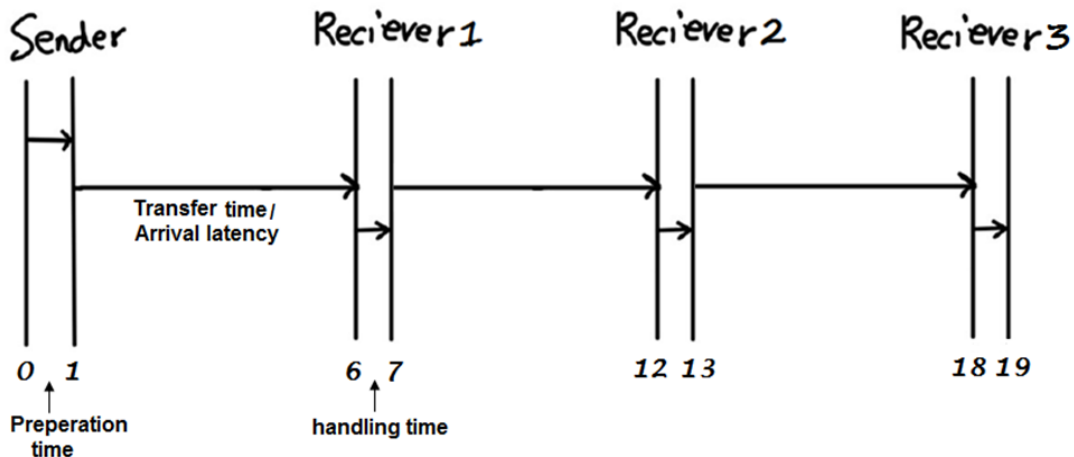 Sender Reciever1 Reciever2 Reciever3
Transfer time/
Arrival latency
0 1 6 7 12 13 18 19
Preperation
time
handling time